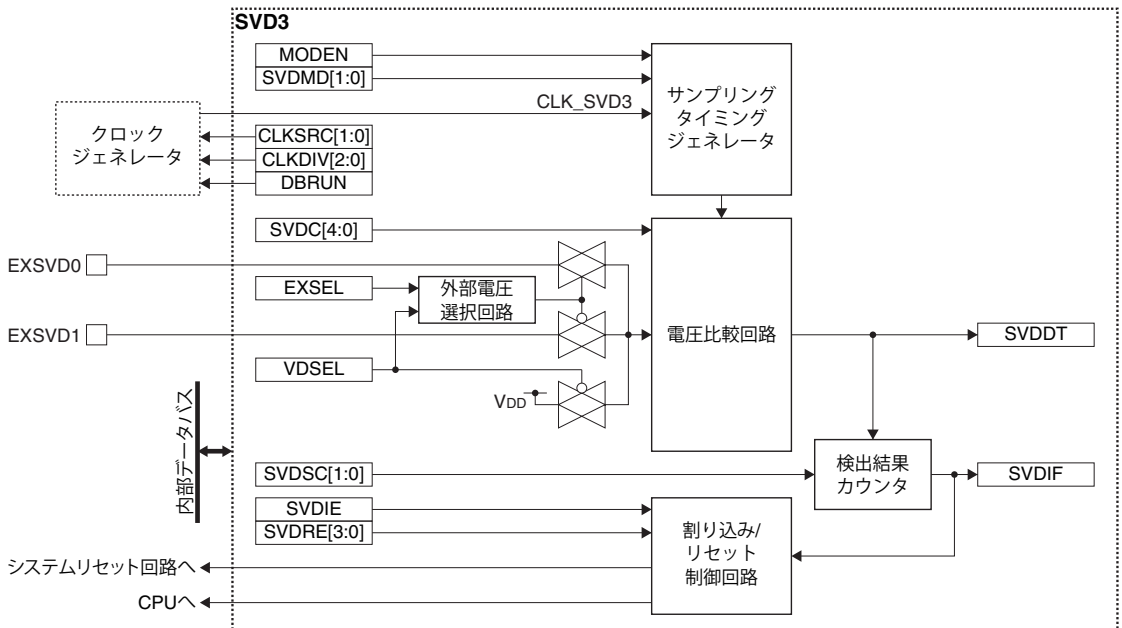 SVD3
MODEN
SVDMD[1:0]
CLK_SVD3
サンプリング
タイミング
ジェネレータ
クロック
ジェネレータ
CLKSRC[1:0]
CLKDIV[2:0]
DBRUN
SVDC[4:0]
EXSVD0
EXSEL
外部電圧
選択回路
EXSVD1
電圧比較回路
SVDDT
VDSEL
VDD
内部データバス
SVDSC[1:0]
検出結果
カウンタ
SVDIF
SVDIE
SVDRE[3:0]
割り込み/
リセット
制御回路
システムリセット回路へ
CPUへ